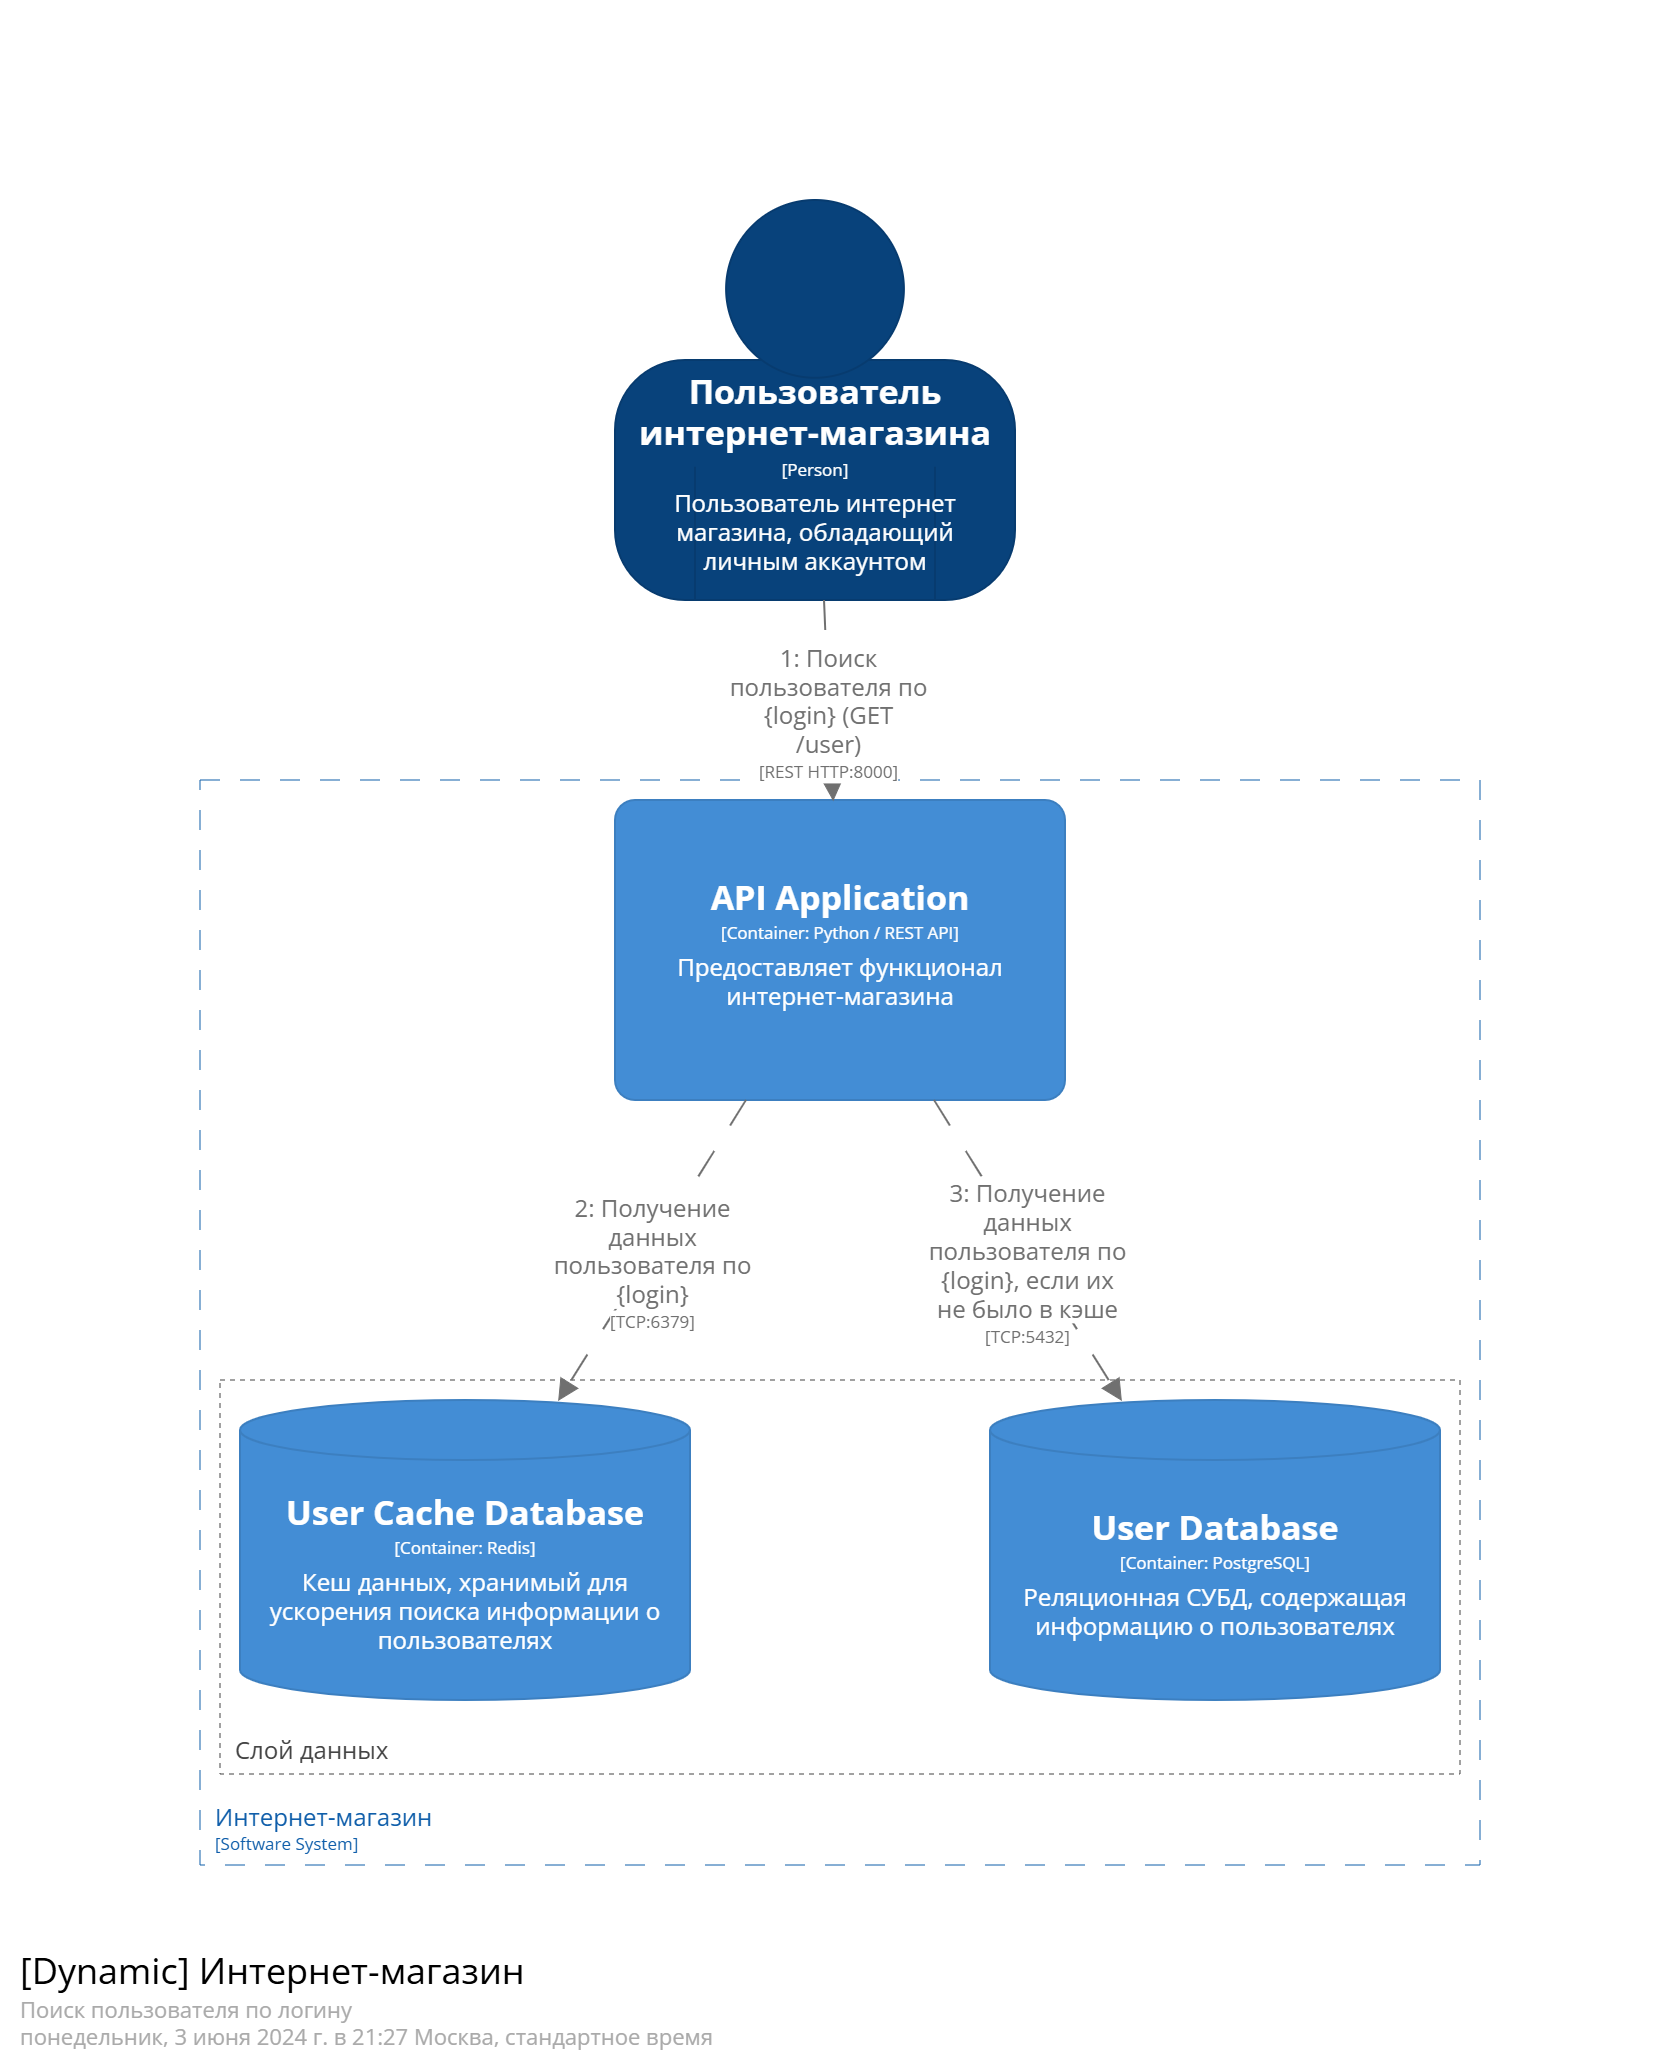 Пользователь
интернет-магазина
[Person]
Пользователь интернет
магазина, обладающий
личным аккаунтом
1: Поиск
пользователя по
{login} (GET
/user)
[REST HTTP:8000]
API Application
[Container: Python / REST API]
Предоставляет функционал
интернет-магазина
2: Получение
данных
пользователя по
{login}
[TCP:6379]
3: Получение
данных
пользователя по
{login}, если их
не было в кэше
[TCP:5432]
User Cache Database
[Container: Redis]
Кеш данных, хранимый для
ускорения поиска информации о
пользователях
User Database
[Container: PostgreSQL]
Реляционная СУБД, содержащая
информацию о пользователях
Слой данных
Интернет-магазин
[Software System]
[Dynamic] Интернет-магазин
Поиск пользователя по логину
понедельник, 3 июня 2024 г. в 21:27 Москва, стандартное время